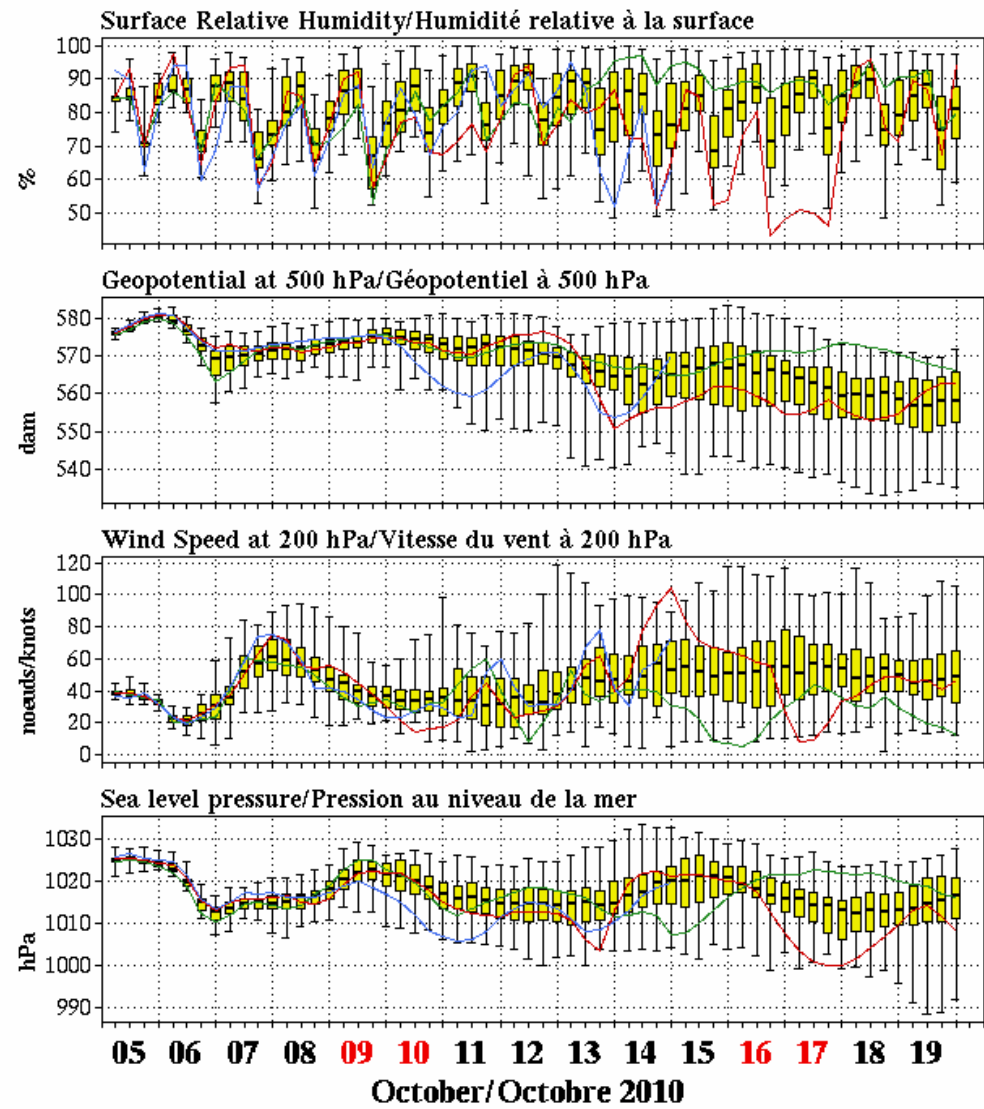 Surface Relative Humidity/Humidité relative à la surface
100
90
80
70
60
50
%
Geopotential at 500 hPa/Géopotentiel à 500 hPa
580
570
560
550
540
dam
Wind Speed at 200 hPa/Vitesse du vent à 200 hPa
120
100
80
60
40
20
0
noeuds/knots
Sea level pressure/Pression au niveau de la mer
1030
1020
1010
1000
990
hPa
05 06 07 08 09 10 11 12 13 14 15 16 17 18 19
October/Octobre 2010